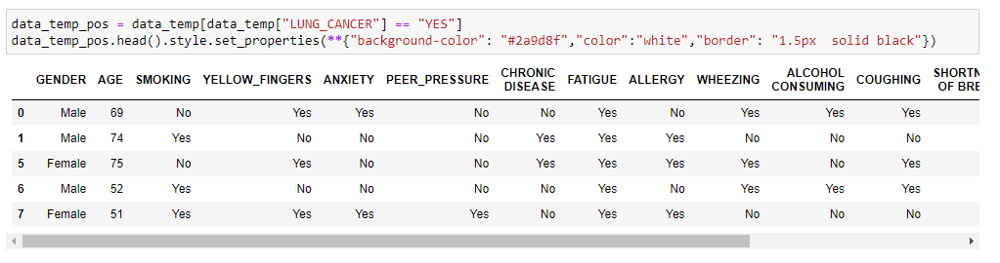 data_temp_pos = data_temp[data_temp["LUNG_CANCER"] == "YES"]
data_temp_pos.head().style.set_properties(**{"background-color": "#2a9d8f","color":"white","border": "1.5px  solid black"})
GENDER AGE SMOKING YELLOW_FINGERS ANXIETY PEER_PRESSURE CHRONIC DISEASE FATIGUE ALLERGY WHEEZING ALCOHOL CONSUMING COUGHING SHORTN OF BRE
0 Male 69 No Yes Yes No No Yes No Yes Yes Yes
1 Male 74 Yes No No No Yes Yes Yes No No No
5 Female 75 No Yes No No Yes Yes Yes Yes No Yes
6 Male 52 Yes No No No No Yes No Yes Yes Yes
7 Female 51 Yes Yes Yes Yes No Yes Yes No No No